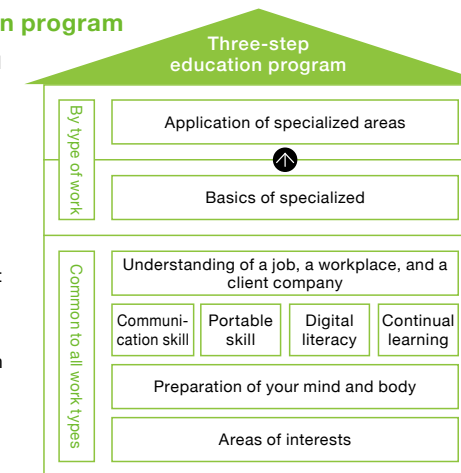 n program
Three-step
education program
By type of work
Application of specialized areas
Basics of specialized
Common to all work types
Understanding of a job, a workplace, and a
client company
Communi-
cation skill
Portable
skill
Digital
literacy
Continual
learning
Preparation of your mind and body
Areas of interests